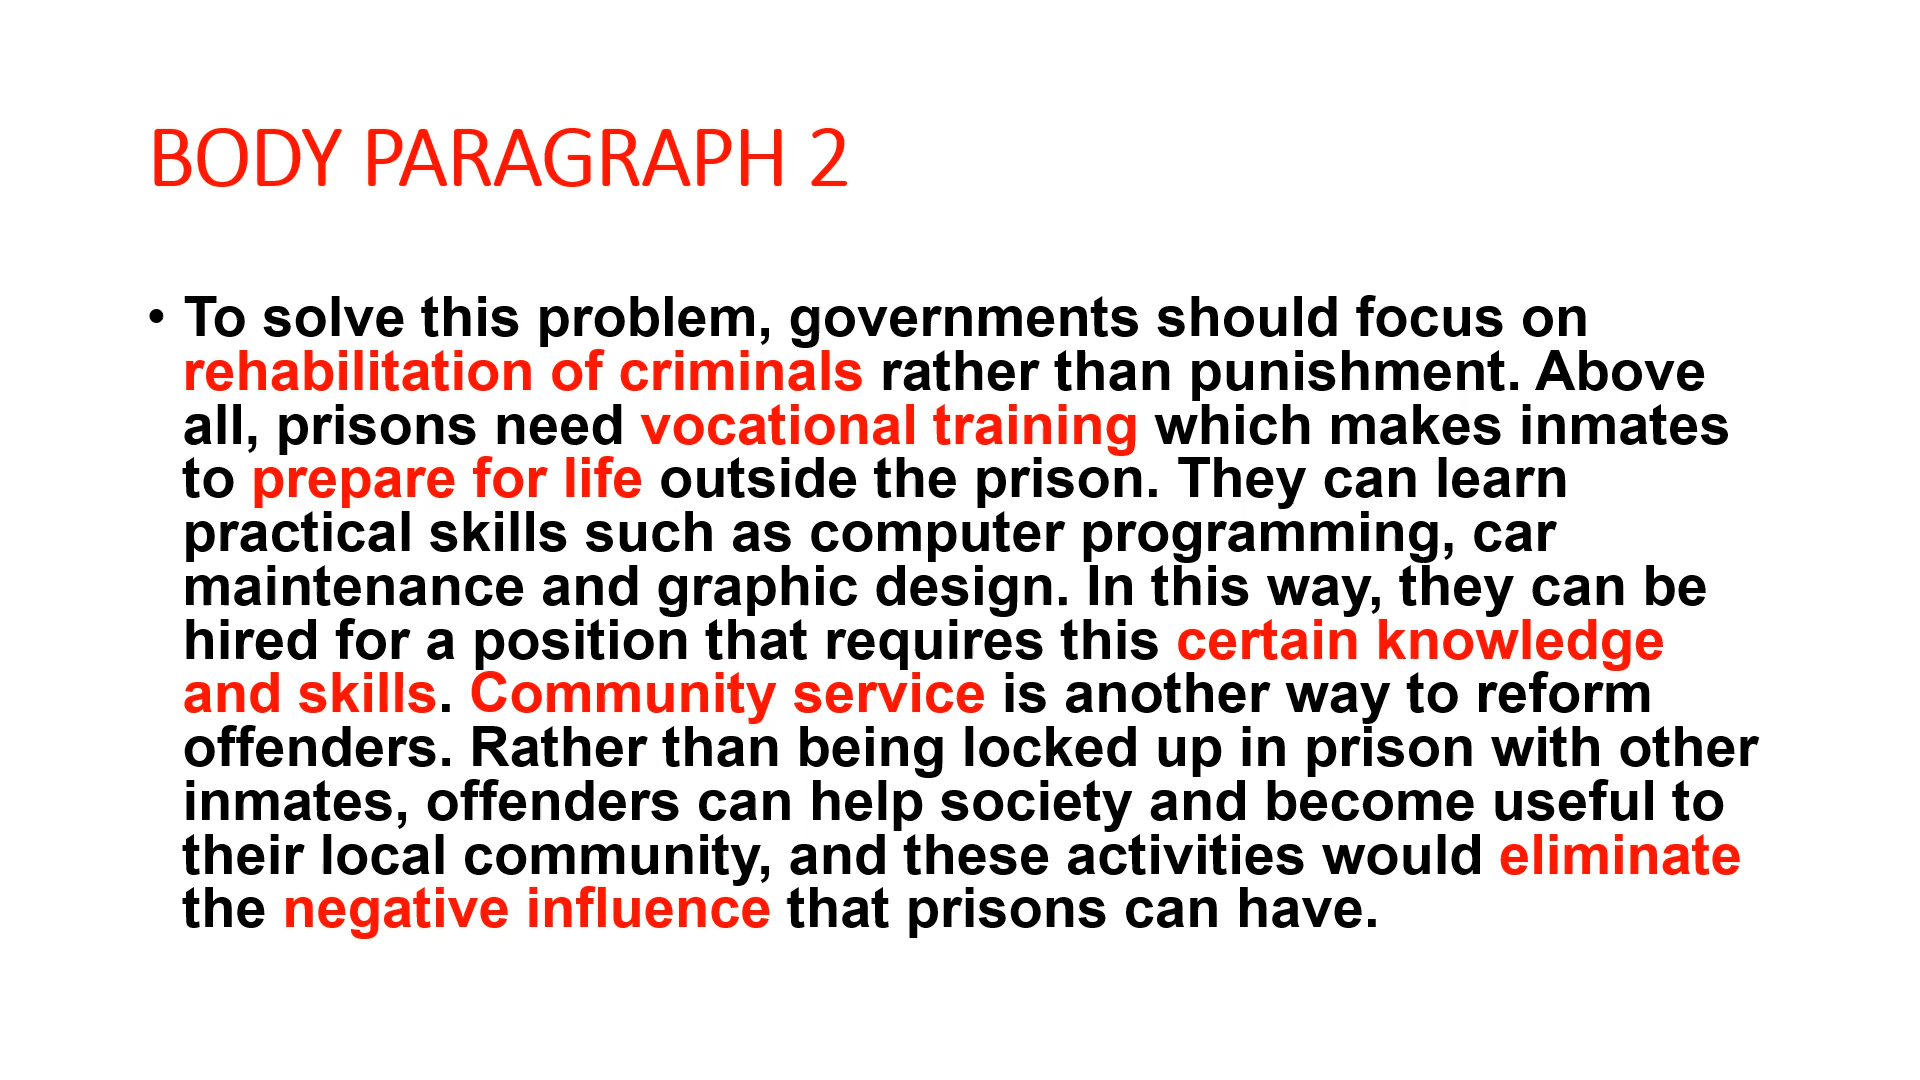 BODY PARAGRAPH 2
• To solve this problem, governments should focus on
rehabilitation of criminals rather than punishment. Above
all, prisons need vocational training which makes inmates
to prepare for life outside the prison. They can learn
practical skills such as computer programming, car
maintenance and graphic design. In this way, they can be
hired for a position that requires this certain knowledge
and skills. Community service is another way to reform
offenders. Rather than being locked up in prison with other
inmates, offenders can help society and become useful to
their local community, and these activities would eliminate
the negative influence that prisons can have.